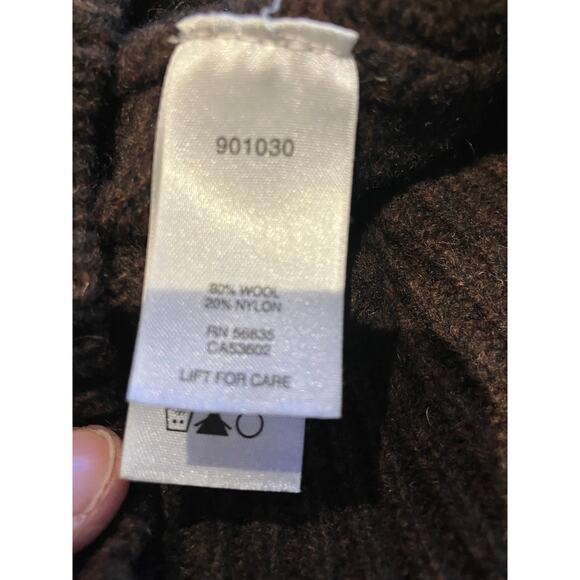 901030
80% WOOL
20% NYLON
RN 56835
CA53602
LIFT FOR CARE